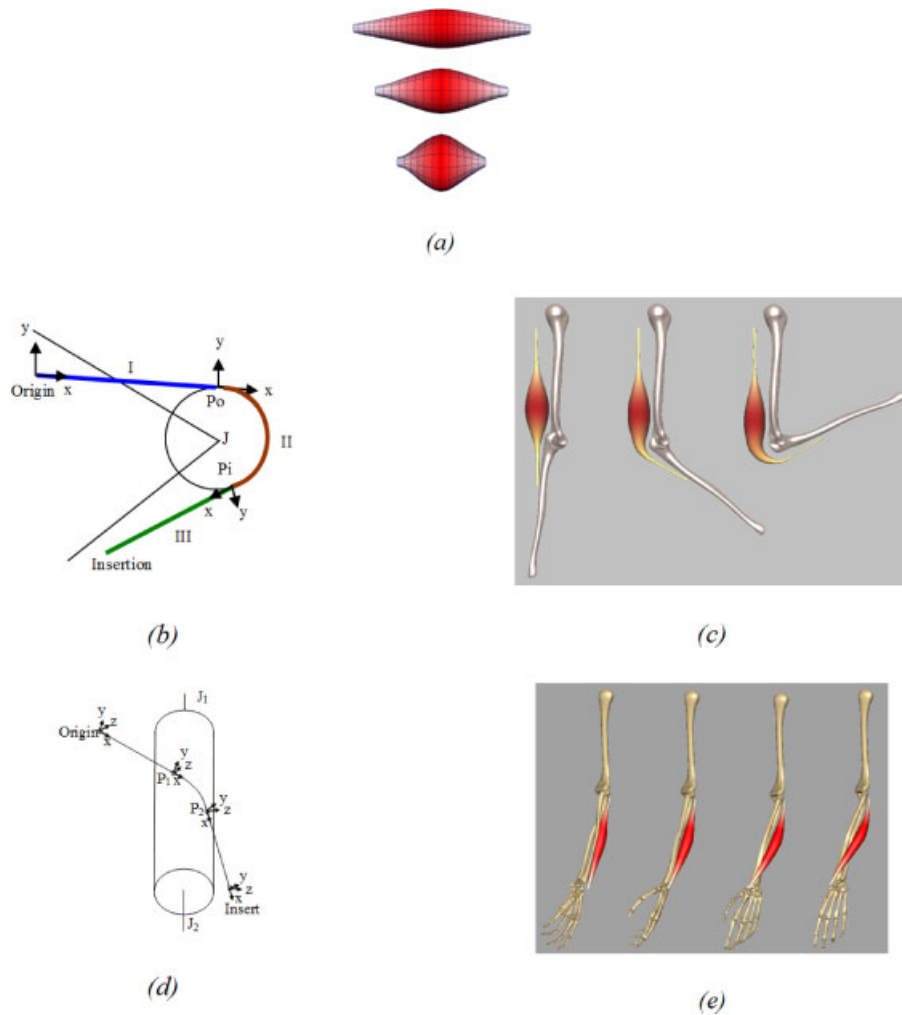 (a)
y
I
y
Origin
x
Po
x
J
II
Pi
x
y
III
Insertion
(b)
(c)
J1
y
z
Origin
x
y
z
P1
x
y
P2
z
x
y
z
x
Insert
J2
(d)
(e)